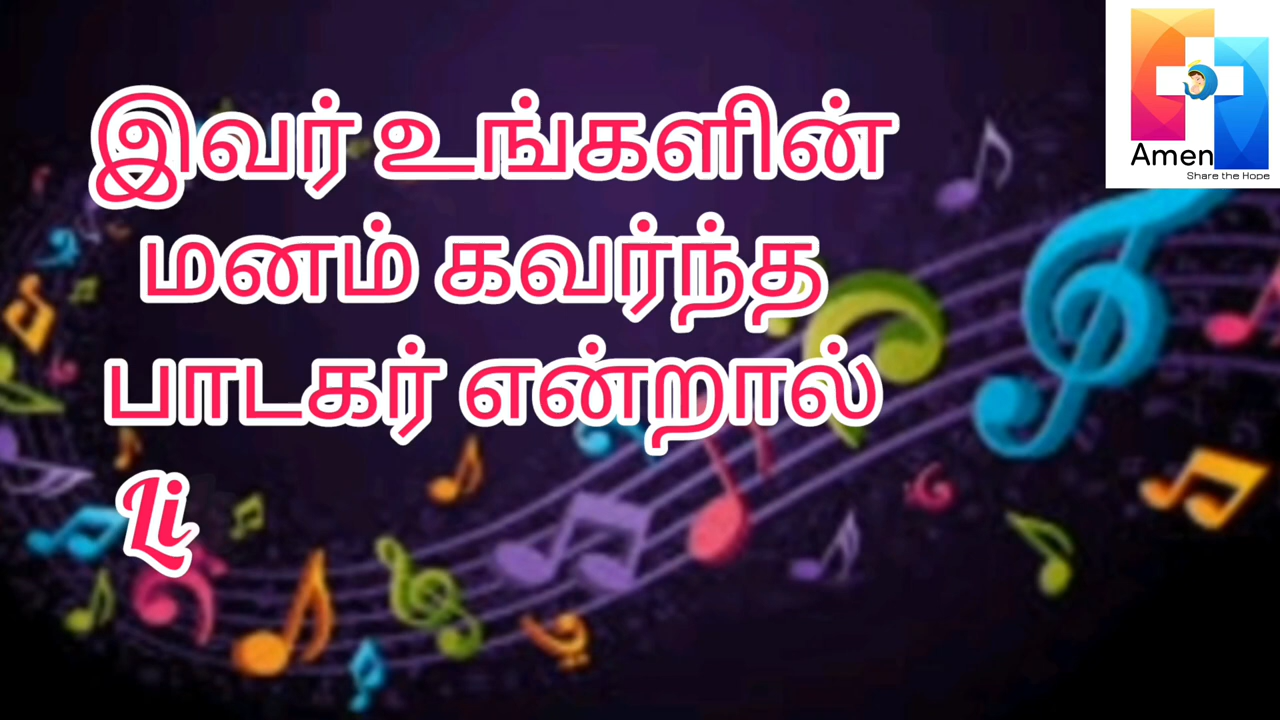 இவர் உங்களின்
மனம் கவர்ந்த
பாடகர் என்றால்
Li
Amen
Share the Hope